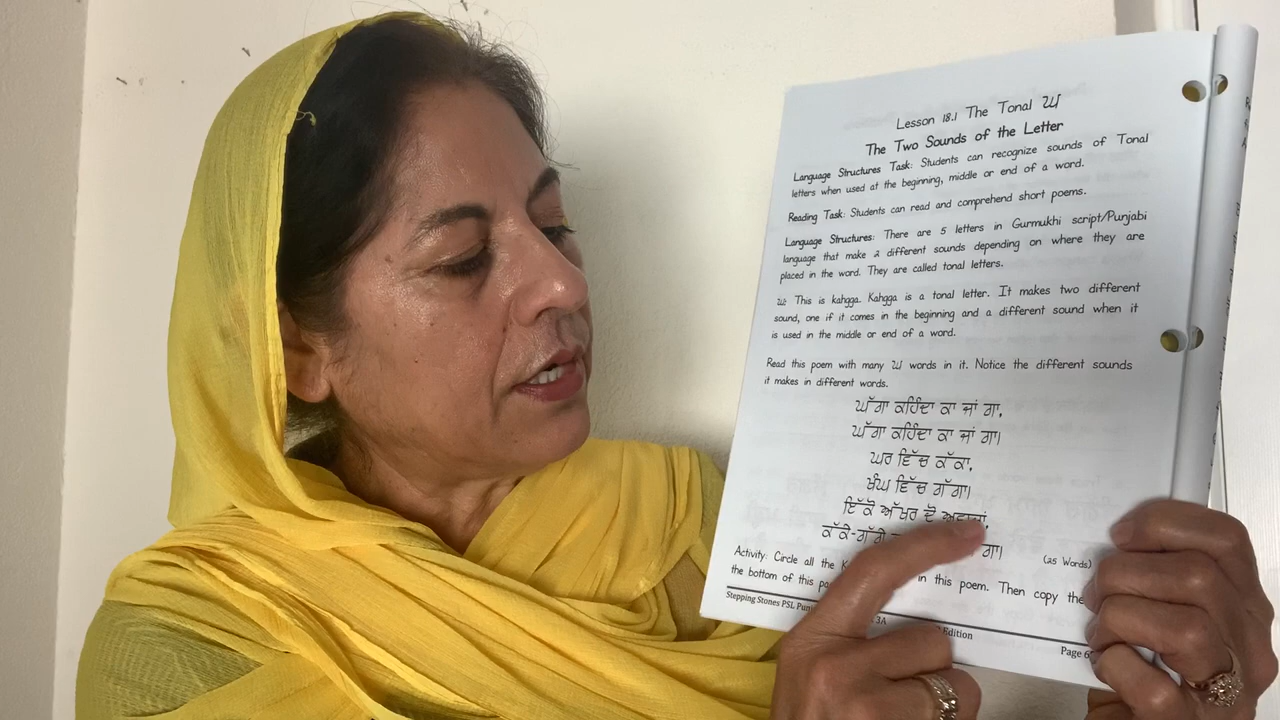 Lesson 18.1 The Tonal ਘ
The Two Sounds of the Letter
Language Structures Task: Students can recognize sounds of Tonal
letters when used at the beginning, middle or end of a word.
Reading Task: Students can read and comprehend short poems.
Language Structures: There are 5 letters in Gurmukhi script/Punjabi
language that make 2 different sounds depending on where they are
placed in the word. They are called tonal letters.
ਘ: This is kahgga. Kahgga is a tonal letter. It makes two different
sound, one if it comes in the beginning and a different sound when it
is used in the middle or end of a word.
Read this poem with many ਘ words in it. Notice the different sounds
it makes in different words.
ਘੱਗਾ ਕਹਿੰਦਾ ਕਾ ਜਾਂ ਗਾ,
ਘੱਗਾ ਕਹਿੰਦਾ ਕਾ ਜਾਂ ਗਾ।
ਘਰ ਵਿੱਚ ਕੱਕਾ,
ਖੰਘ ਵਿੱਚ ਗੱਗਾ।
ਇੱਕੋ ਅੱਖਰ ਦੋ ਅਵਾਜ਼ਾਂ,
ਕੱਕੇ-ਗੱਗੇ ਗਾ।
(25 Words)
Activity: Circle all the in this poem. Then copy the
the bottom of this
Stepping Stones PSL 3A Edition
Page